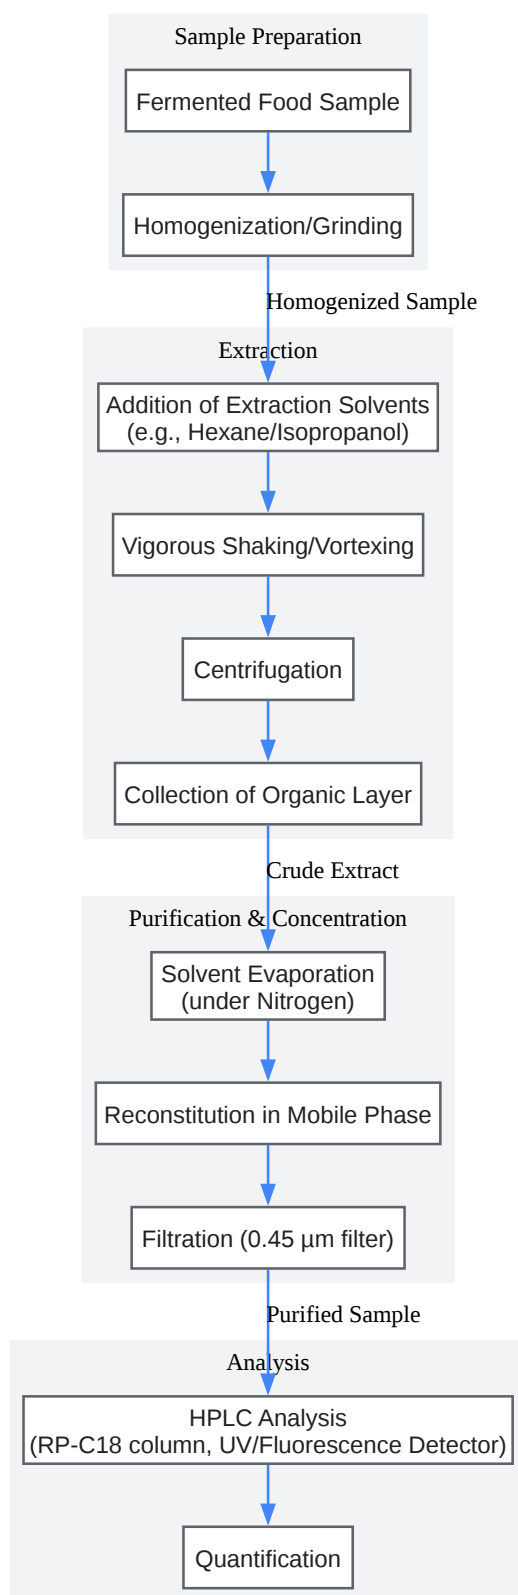 Sample Preparation
Fermented Food Sample
Homogenization/Grinding
Homogenized Sample
Extraction
Addition of Extraction Solvents
(e.g., Hexane/Isopropanol)
Vigorous Shaking/Vortexing
Centrifugation
Collection of Organic Layer
Crude Extract
Purification & Concentration
Solvent Evaporation
(under Nitrogen)
Reconstitution in Mobile Phase
Filtration (0.45 µm filter)
Purified Sample
Analysis
HPLC Analysis
(RP-C18 column, UV/Fluorescence Detector)
Quantification